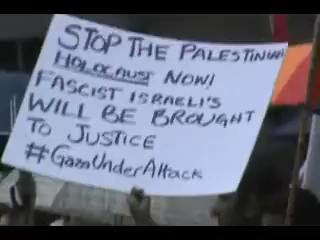 STOP THE PALESTINIAN
HOLOCAUST NOW!
FASCIST ISRAELI'S
WILL BE BROUGHT
TO JUSTICE
#GazaUnderAttack